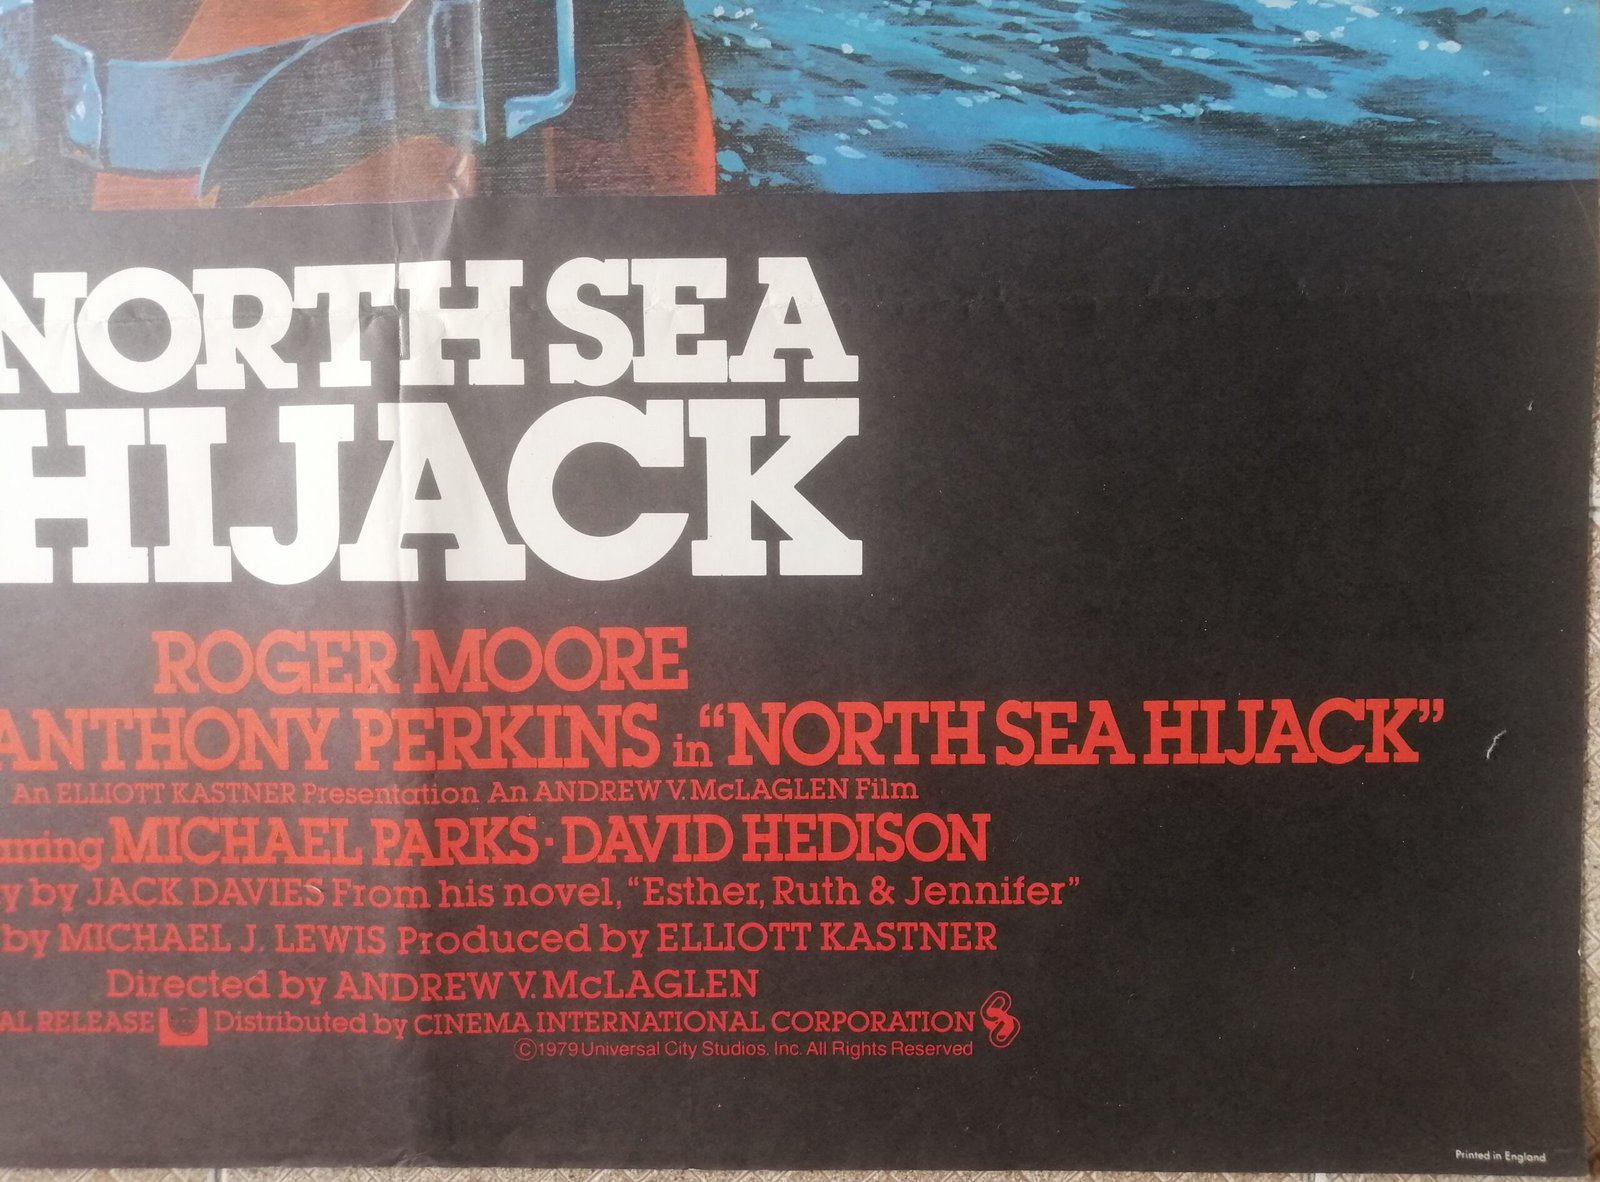 NORTH SEA
HIJACK
ROGER MOORE
ANTHONY PERKINS in "NORTH SEA HIJACK"
An ELLIOTT KASTNER Presentation An ANDREW V. McLAGLEN Film
MICHAEL PARKS · DAVID HEDISON
by JACK DAVIES From his novel, "Esther, Ruth & Jennifer"
by MICHAEL J. LEWIS Produced by ELLIOTT KASTNER
Directed by ANDREW V. McLAGLEN
RELEASE Distributed by CINEMA INTERNATIONAL CORPORATION
©1979 Universal City Studios, Inc. All Rights Reserved
Printed in England